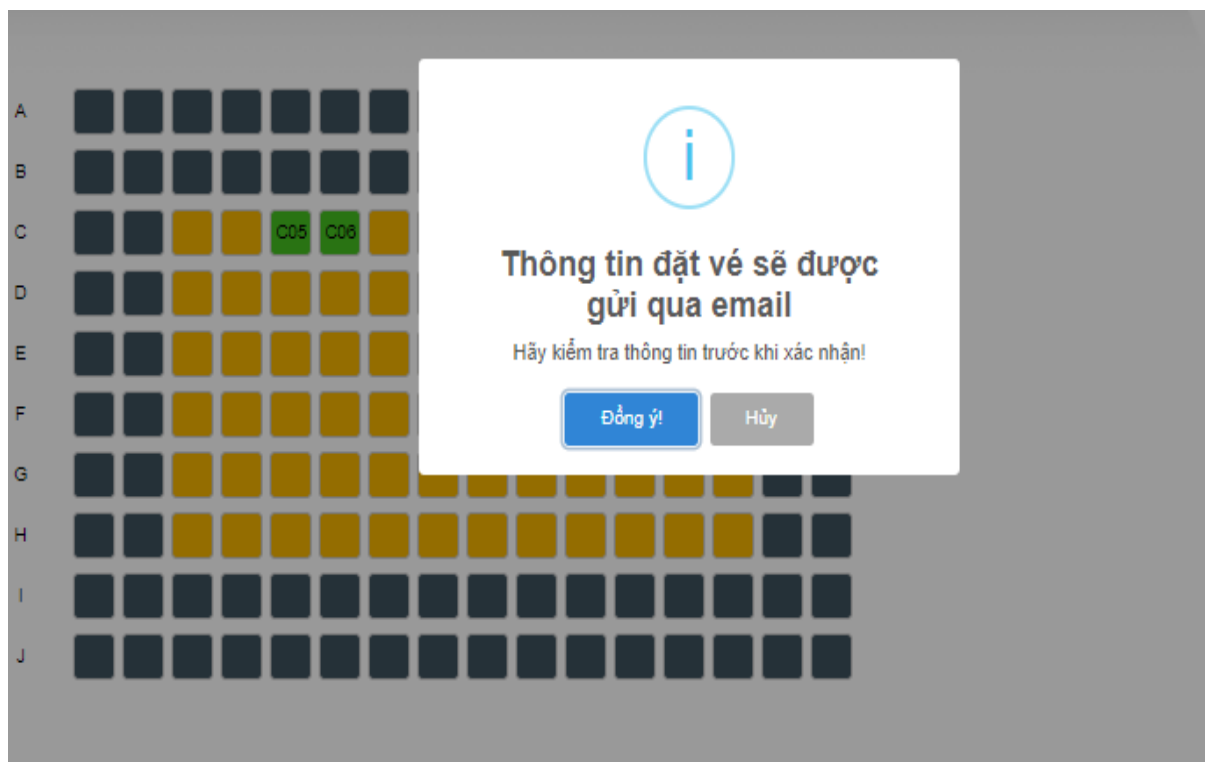 A
B
C C05 C06
D
E
F
G
H
I
J
i
Thông tin đặt vé sẽ được
gửi qua email
Hãy kiểm tra thông tin trước khi xác nhận!
Đồng ý! Hủy